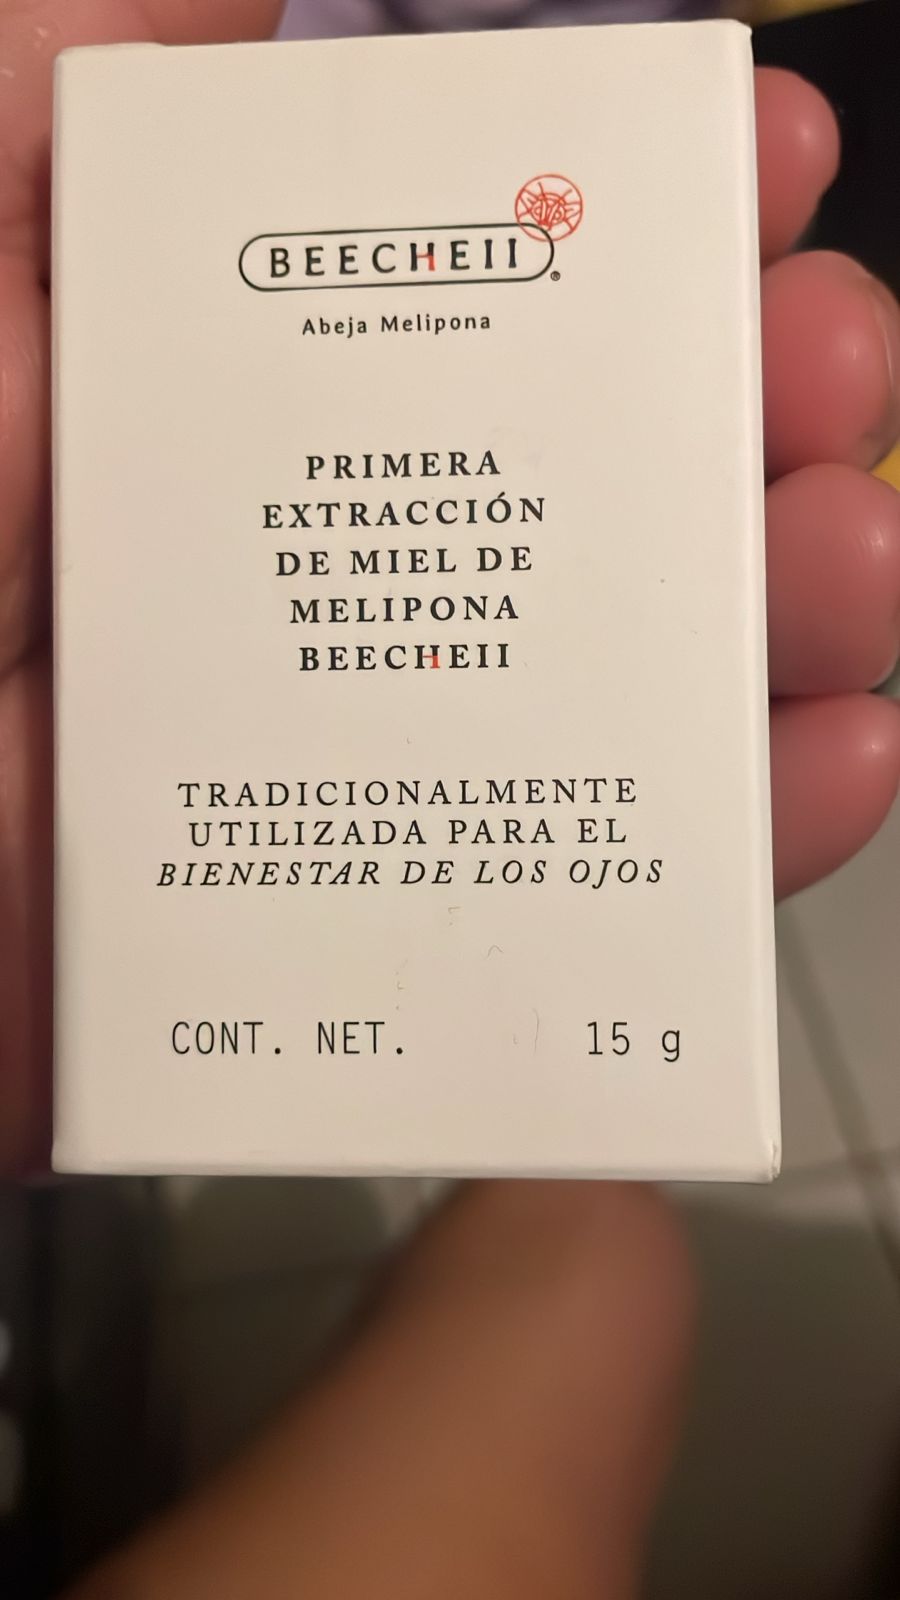 BEECHEII®
Abeja Melipona
PRIMERA
EXTRACCIÓN
DE MIEL DE
MELIPONA
BEECHEII
TRADICIONALMENTE
UTILIZADA PARA EL
BIENESTAR DE LOS OJOS
CONT. NET. 15 g